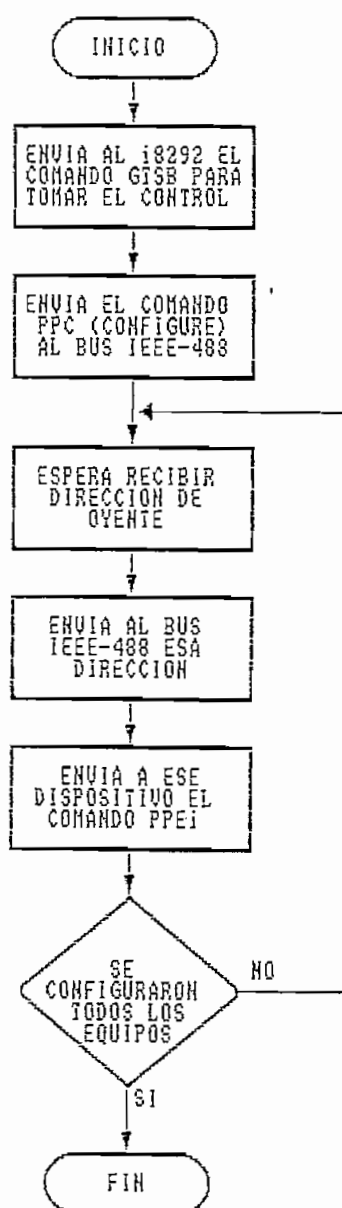 INICIO
ENVIA AL i8292 EL
COMANDO GTSB PARA
TOMAR EL CONTROL
ENVIA EL COMANDO
PPC (CONFIGURE)
AL BUS IEEE-488
ESPERA RECIBIR
DIRECCION DE
OYENTE
ENVIA AL BUS
IEEE-488 ESA
DIRECCION
ENVIA A ESE
DISPOSITIVO EL
COMANDO PPEi
SE
CONFIGURARON
TODOS LOS
EQUIPOS
NO
SI
FIN